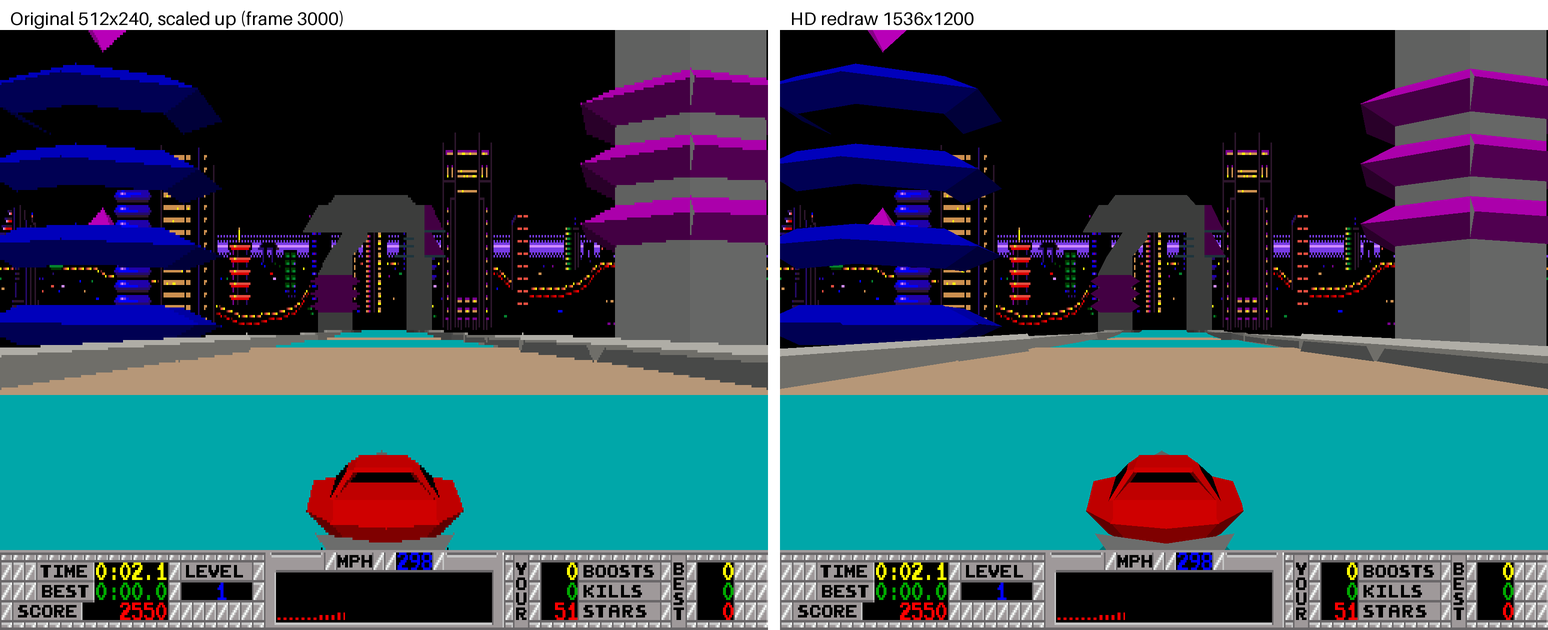 Original 512x240, scaled up (frame 3000)
HD redraw 1536x1200
TIME 0:02.1 LEVEL
BEST 0:00.0 1
SCORE 2550
MPH 298
YOUR
0 BOOSTS 0
0 KILLS 0
51 STARS 0
BEST
TIME 0:02.1 LEVEL
BEST 0:00.0 1
SCORE 2550
MPH 298
YOUR
0 BOOSTS 0
0 KILLS 0
51 STARS 0
BEST